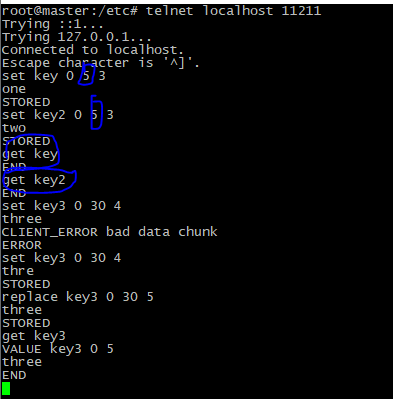 root@master:/etc# telnet localhost 11211
Trying ::1...
Trying 127.0.0.1...
Connected to localhost.
Escape character is '^]'.
set key 0 5 3
one
STORED
set key2 0 5 3
two
STORED
get key
END
get key2
END
set key3 0 30 4
three
CLIENT_ERROR bad data chunk
ERROR
set key3 0 30 4
thre
STORED
replace key3 0 30 5
three
STORED
get key3
VALUE key3 0 5
three
END